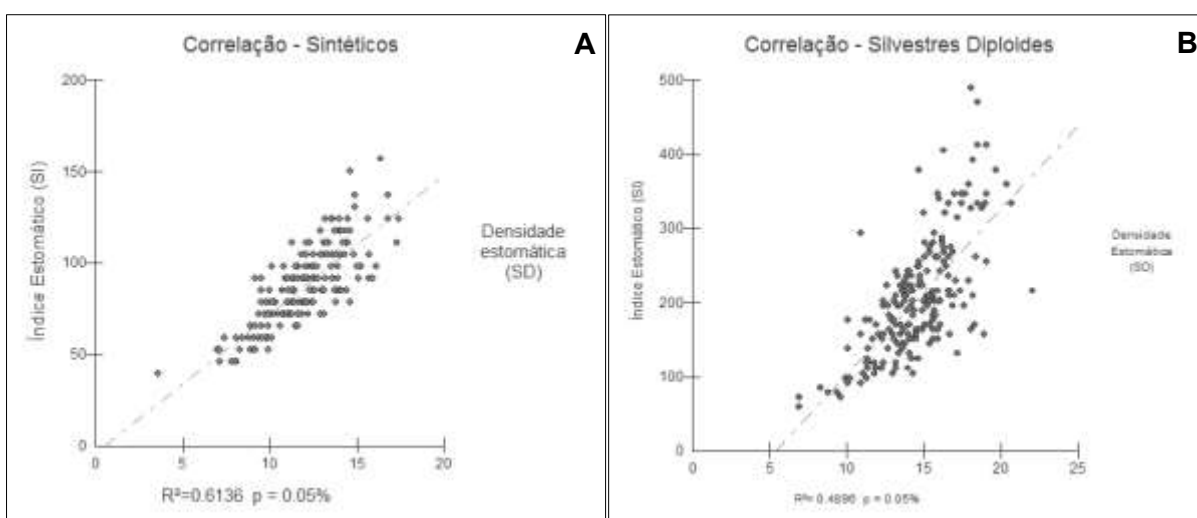 Correlação - Sintéticos
A
200
150
100
50
0
Índice Estomático (SI)
0 5 10 15 20
Densidade
estomática
(SD)
R²=0.6136 p = 0.05%
Correlação - Silvestres Diploides
B
500
400
300
200
100
0
Índice Estomático (SI)
0 5 10 15 20 25
Densidade
Estomática
(SD)
R²= 0.4896 p = 0.05%